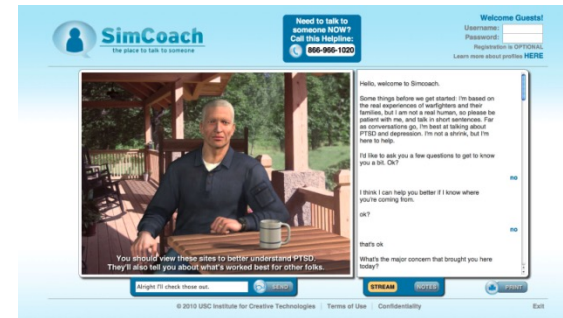 SimCoach
the place to talk to someone
Need to talk to
someone NOW?
Call this Helpline:
866-966-1020
Welcome Guests!
Username:
Password:
Registration is OPTIONAL
Learn more about profiles HERE
You should view these sites to better understand PTSD.
They'll also tell you about what's worked best for other folks.
Hello, welcome to Simcoach.
Some things before we get started: I'm based on
the real experiences of warfighters and their
families, but I am not a real human, so please be
patient with me, and talk in short sentences. Far
as conversations go, I'm best at talking about
PTSD and depression. I'm not a shrink, but I'm
here to help.
I'd like to ask you a few questions to get to know
you a bit. Ok?
no
I think I can help you better if I know where
you're coming from.
ok?
no
that's ok
What's the major concern that brought you here
today?
Alright I'll check those out.
SEND
STREAM
NOTES
PRINT
© 2013 USC Institute for Creative Technologies | Terms of Use | Confidentiality
Exit